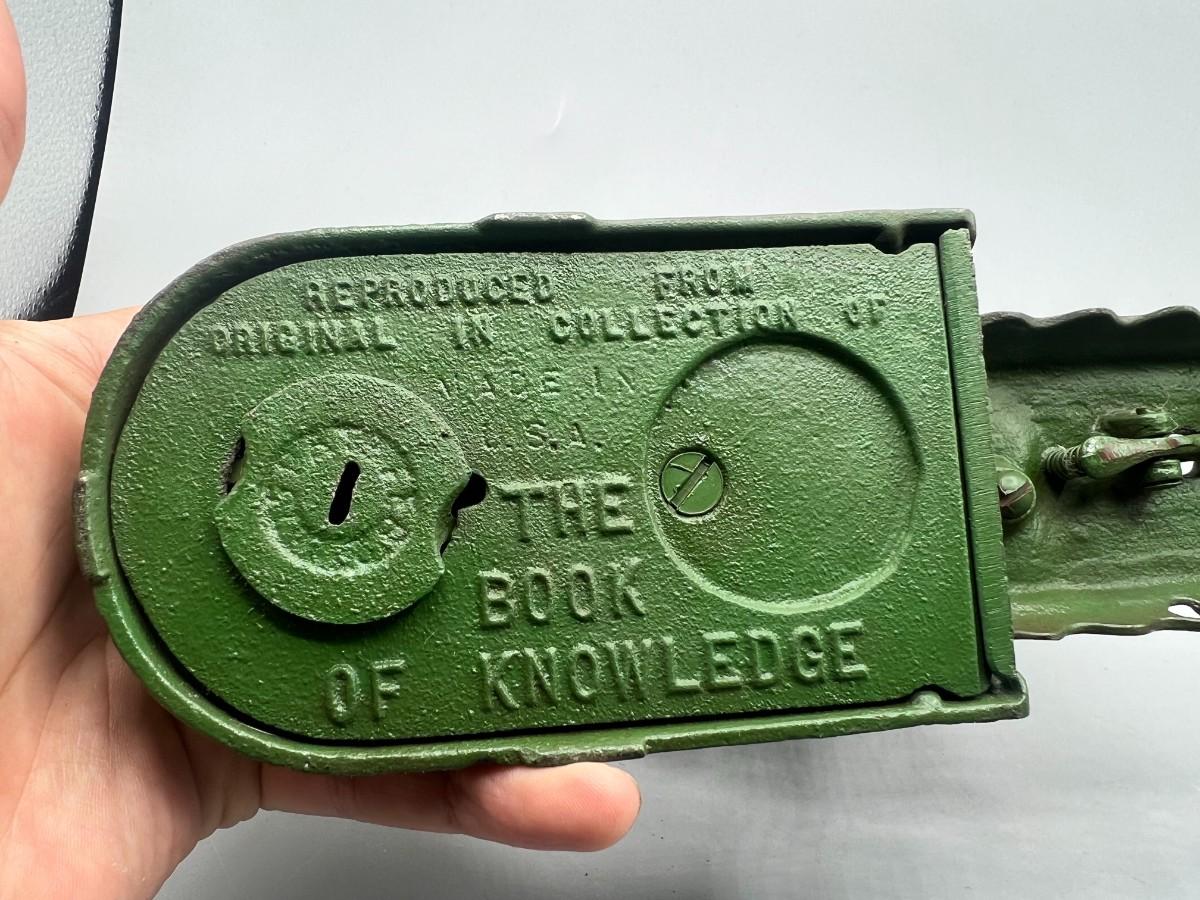 REPRODUCED FROM
ORIGINAL IN COLLECTION OF
MADE IN
U.S.A.
THE
BOOK
OF KNOWLEDGE